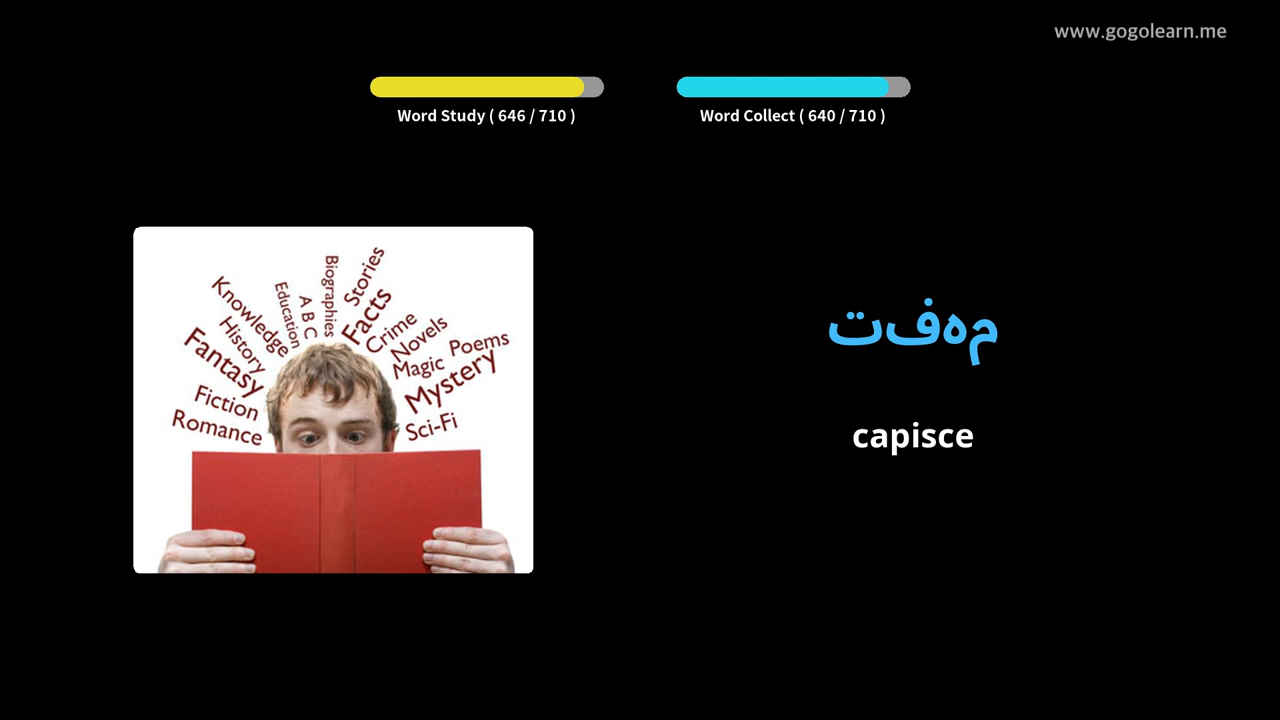 www.gogolearn.me
Word Study ( 646 / 710 )
Word Collect ( 640 / 710 )
Biographies
Stories
Education
A B C
Facts
Knowledge
Crime
History
Novels
Fantasy
Magic
Poems
Mystery
Fiction
Romance
Sci-Fi
تفهم
capisce